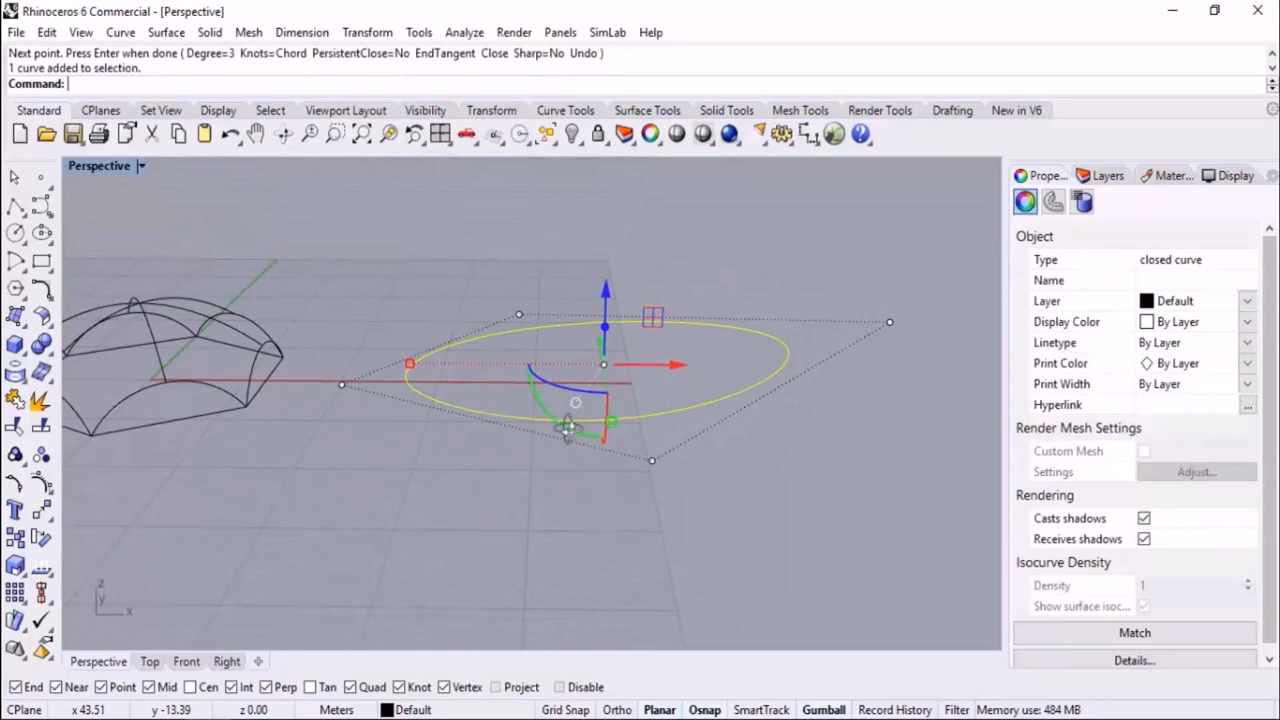 Rhinoceros 6 Commercial - [Perspective]
File Edit View Curve Surface Solid Mesh Dimension Transform Tools Analyze Render Panels SimLab Help
Next point. Press Enter when done ( Degree=3 Knots=Chord PersistentClose=No EndTangent Close Sharp=No Undo )
1 curve added to selection.
Command:
Standard CPlanes Set View Display Select Viewport Layout Visibility Transform Curve Tools Surface Tools Solid Tools Mesh Tools Render Tools Drafting New in V6
Perspective
Prope... Layers Mater... Display
Object
Type closed curve
Name
Layer Default
Display Color By Layer
Linetype By Layer
Print Color By Layer
Print Width By Layer
Hyperlink ...
Render Mesh Settings
Custom Mesh
Settings Adjust...
Rendering
Casts shadows
Receives shadows
Isocurve Density
Density 1
Show surface isoc...
Match
Details...
z
y
x
Perspective Top Front Right
End Near Point Mid Cen Int Perp Tan Quad Knot Vertex Project Disable
CPlane x 43.51 y -13.39 z 0.00 Meters Default Grid Snap Ortho Planar Osnap SmartTrack Gumball Record History Filter Memory use: 484 MB